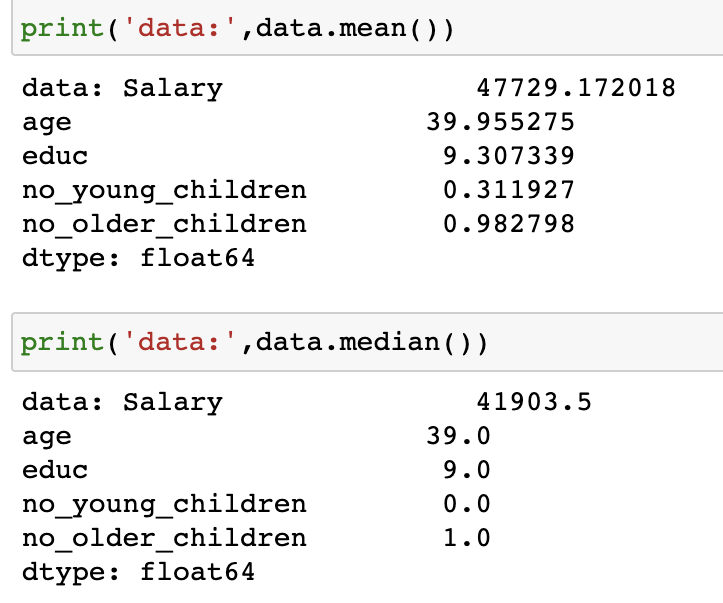 print('data:',data.mean())
data: Salary 47729.172018
age 39.955275
educ 9.307339
no_young_children 0.311927
no_older_children 0.982798
dtype: float64
print('data:',data.median())
data: Salary 41903.5
age 39.0
educ 9.0
no_young_children 0.0
no_older_children 1.0
dtype: float64